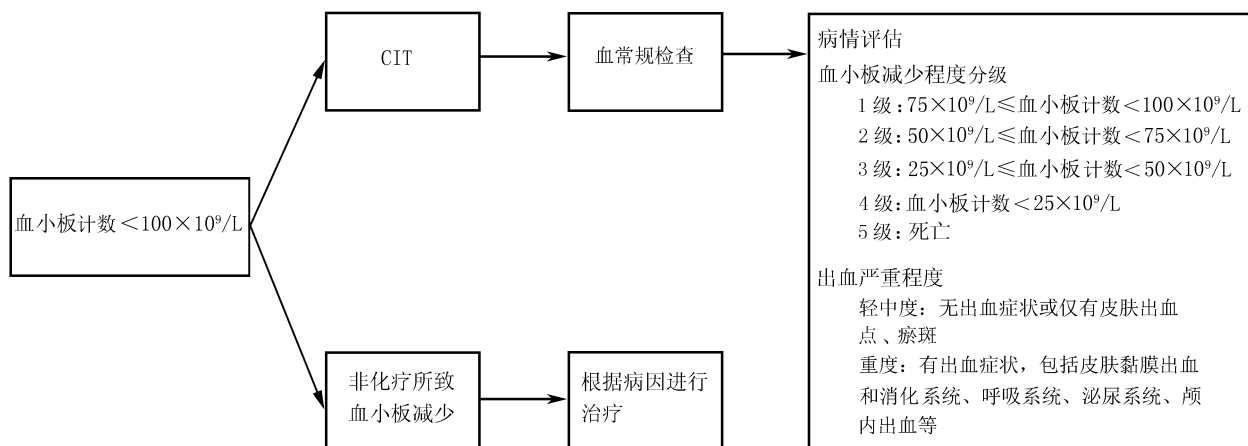 血小板计数<100×10⁹/L
CIT
血常规检查
非化疗所致
血小板减少
根据病因进行
治疗
病情评估
血小板减少程度分级
1级:75×10⁹/L≤血小板计数<100×10⁹/L
2级:50×10⁹/L≤血小板计数<75×10⁹/L
3级:25×10⁹/L≤血小板计数<50×10⁹/L
4级:血小板计数<25×10⁹/L
5级:死亡
出血严重程度
轻中度:无出血症状或仅有皮肤出血
点、瘀斑
重度:有出血症状,包括皮肤黏膜出血
和消化系统、呼吸系统、泌尿系统、颅
内出血等